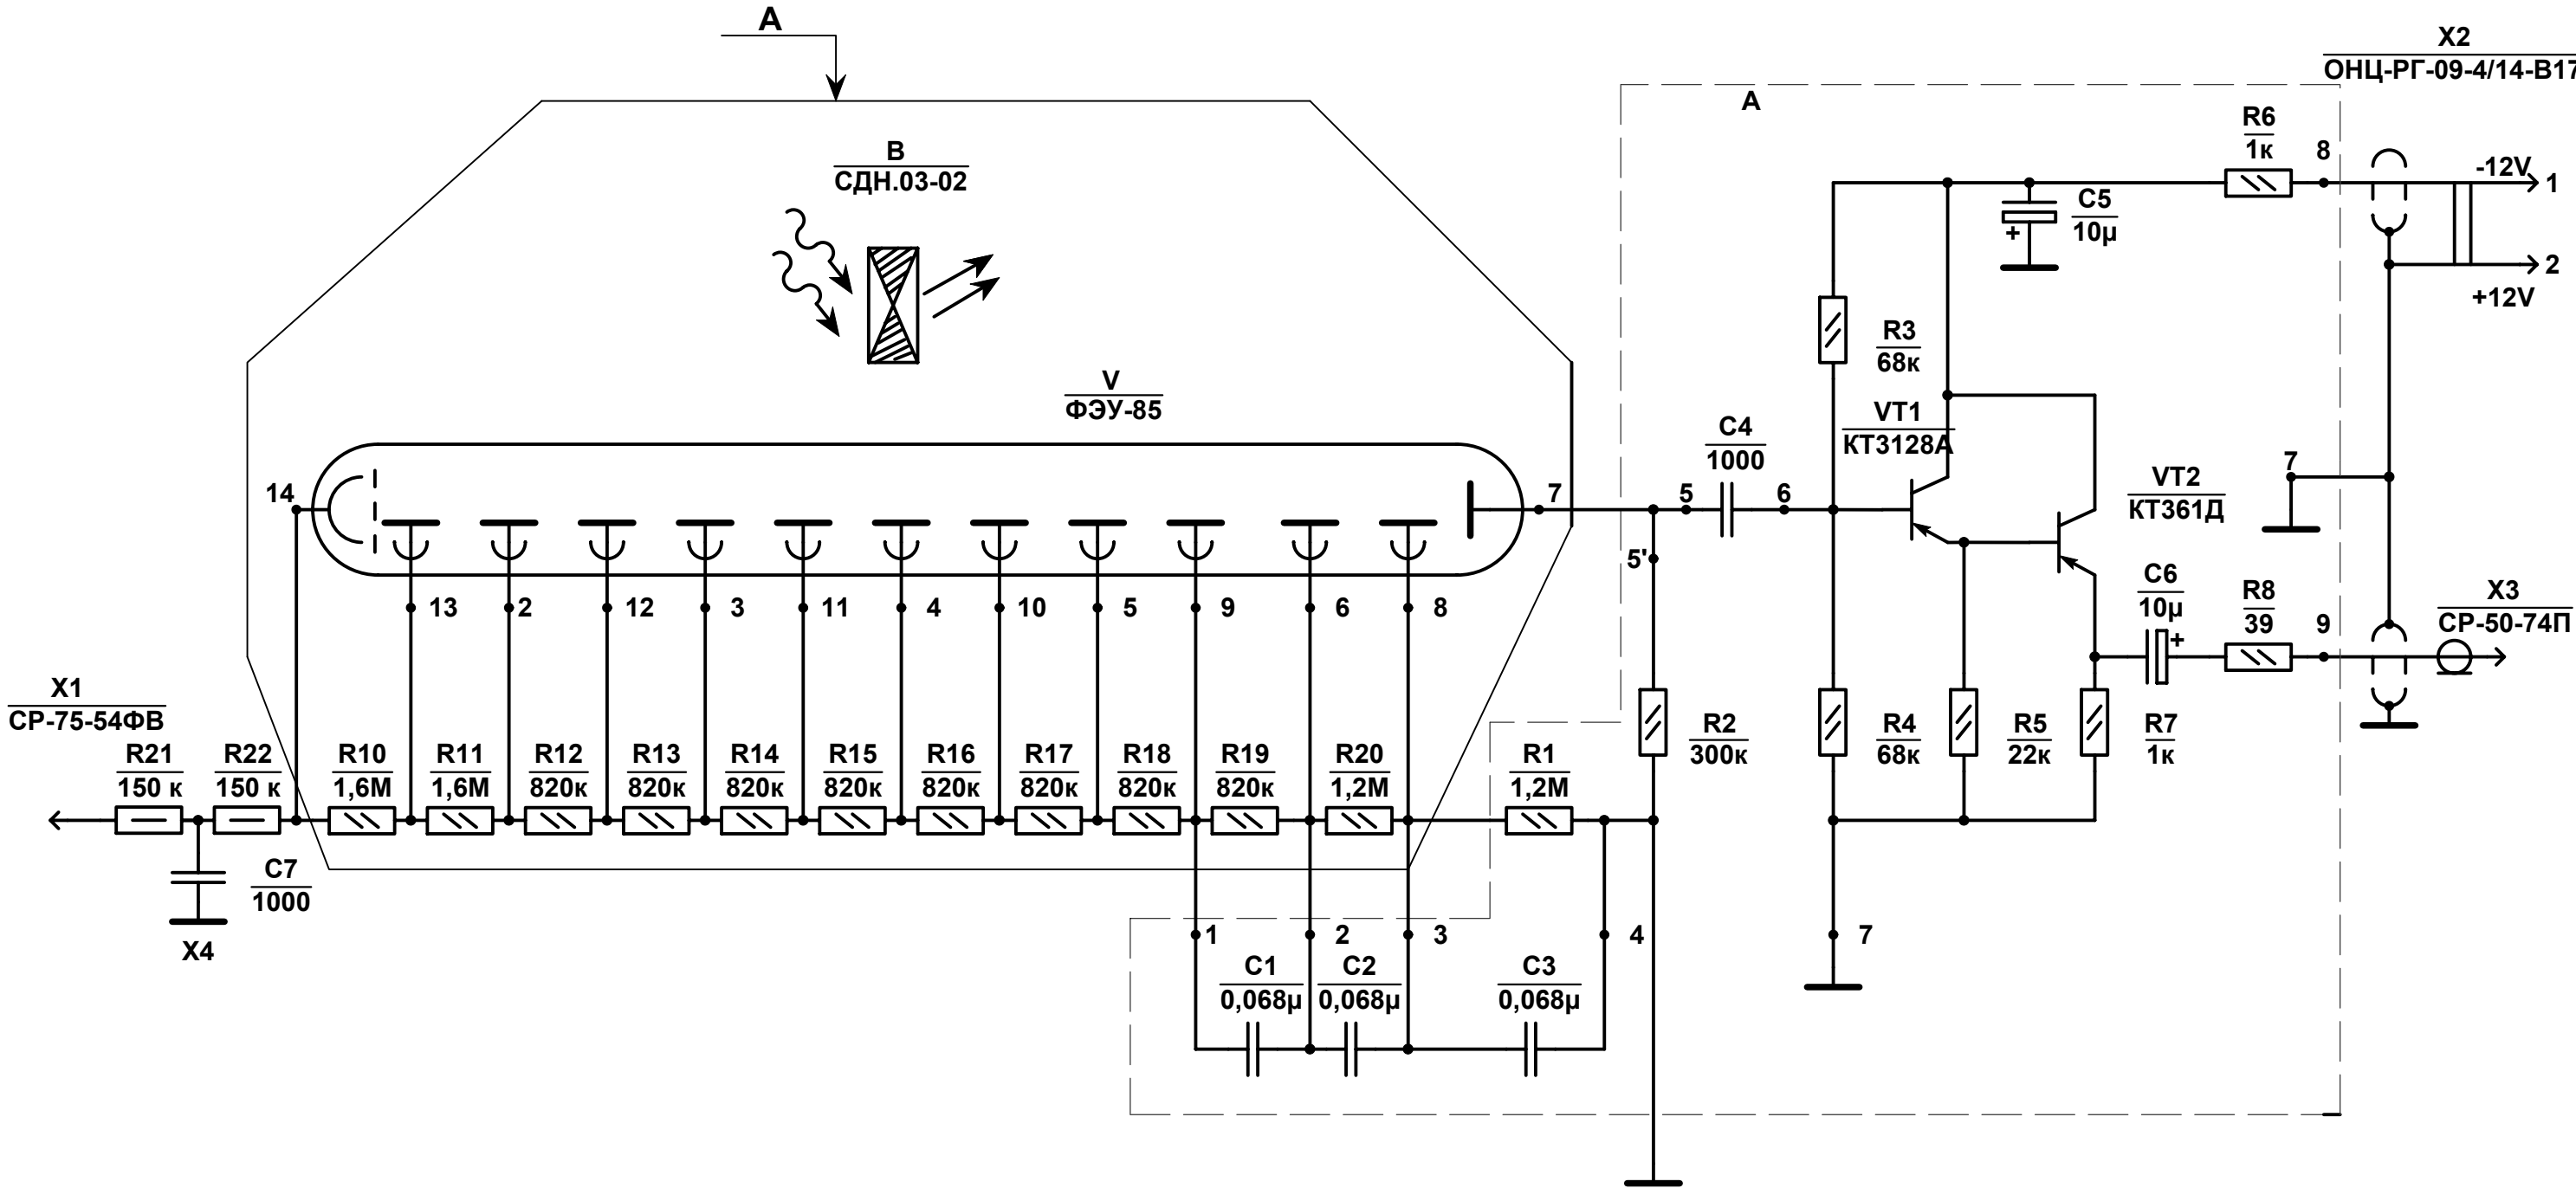 A
X2
ОНЦ-РГ-09-4/14-В17
A
R6
1к
8
-12V
1
B
СДН.03-02
C5
10µ
+
2
+12V
R3
68к
V
ФЭУ-85
VT1
КТ3128А
C4
1000
7
VT2
КТ361Д
14
7
5
6
5'
C6
10µ
+
R8
39
9
X3
СР-50-74П
13
2
12
3
11
4
10
5
9
6
8
X1
СР-75-54ФВ
R21
150 к
R22
150 к
R10
1,6М
R11
1,6М
R12
820к
R13
820к
R14
820к
R15
820к
R16
820к
R17
820к
R18
820к
R19
820к
R20
1,2М
R1
1,2М
R2
300к
R4
68к
R5
22к
R7
1к
C7
1000
X4
1
2
3
4
7
C1
0,068µ
C2
0,068µ
C3
0,068µ